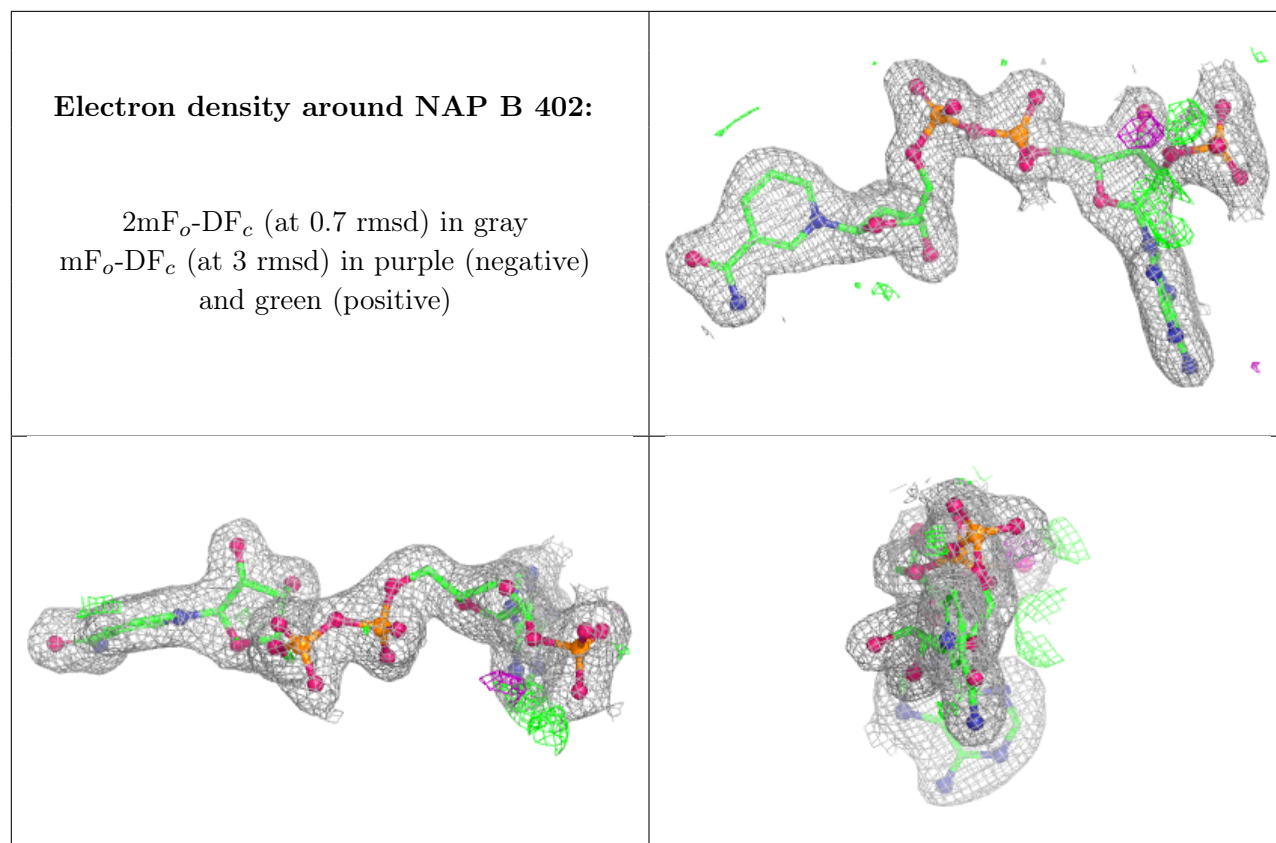 Electron density around NAP B 402:
2mFo-DFc (at 0.7 rmsd) in gray
mFo-DFc (at 3 rmsd) in purple (negative)
and green (positive)